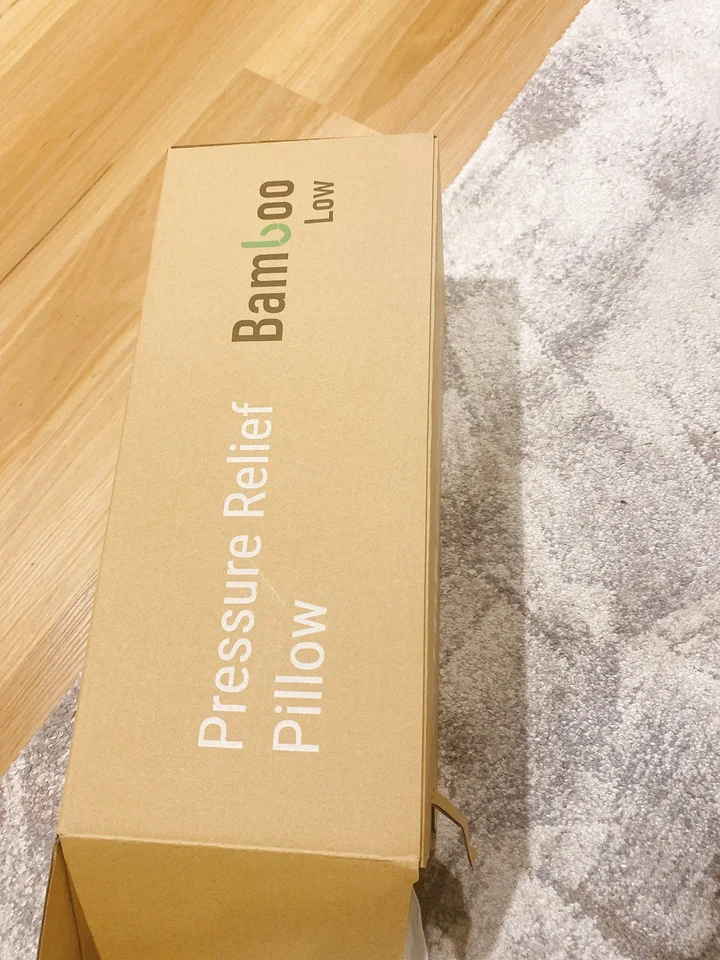 Pressure Relief
Pillow
Bamboo
Low